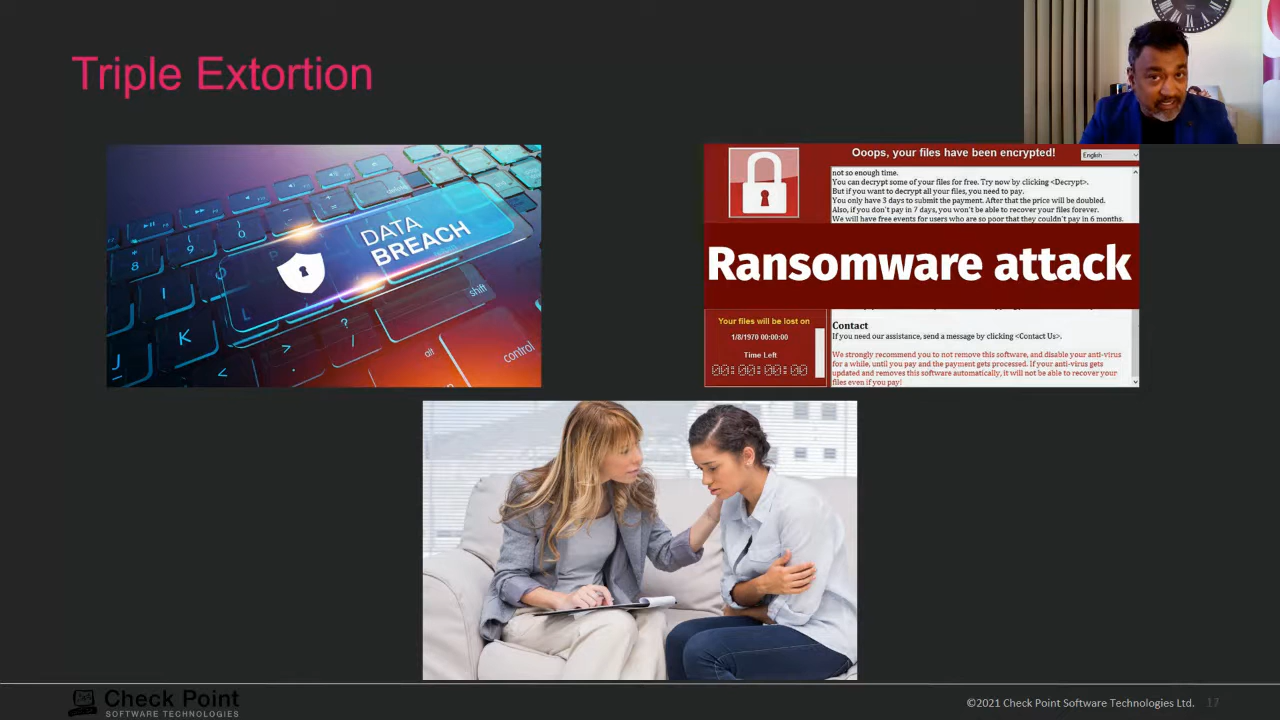 Triple Extortion
DATA
BREACH
shift
alt
control
Ooops, your files have been encrypted!
English
not so enough time.
You can decrypt some of your files for free. Try now by clicking <Decrypt>.
But if you want to decrypt all your files, you need to pay.
You only have 3 days to submit the payment. After that the price will be doubled.
Also, if you don't pay in 7 days, you won't be able to recover your files forever.
We will have free events for users who are so poor that they couldn't pay in 6 months.
Ransomware attack
Your files will be lost on
1/8/1970 00:00:00
Time Left
00:00:00:00
Contact
If you need our assistance, send a message by clicking <Contact Us>.
We strongly recommend you to not remove this software, and disable your anti-virus
for a while, until you pay and the payment gets processed. If your anti-virus gets
updated and removes this software automatically, it will not be able to recover your
files even if you pay!
Check Point
SOFTWARE TECHNOLOGIES
©2021 Check Point Software Technologies Ltd.
17